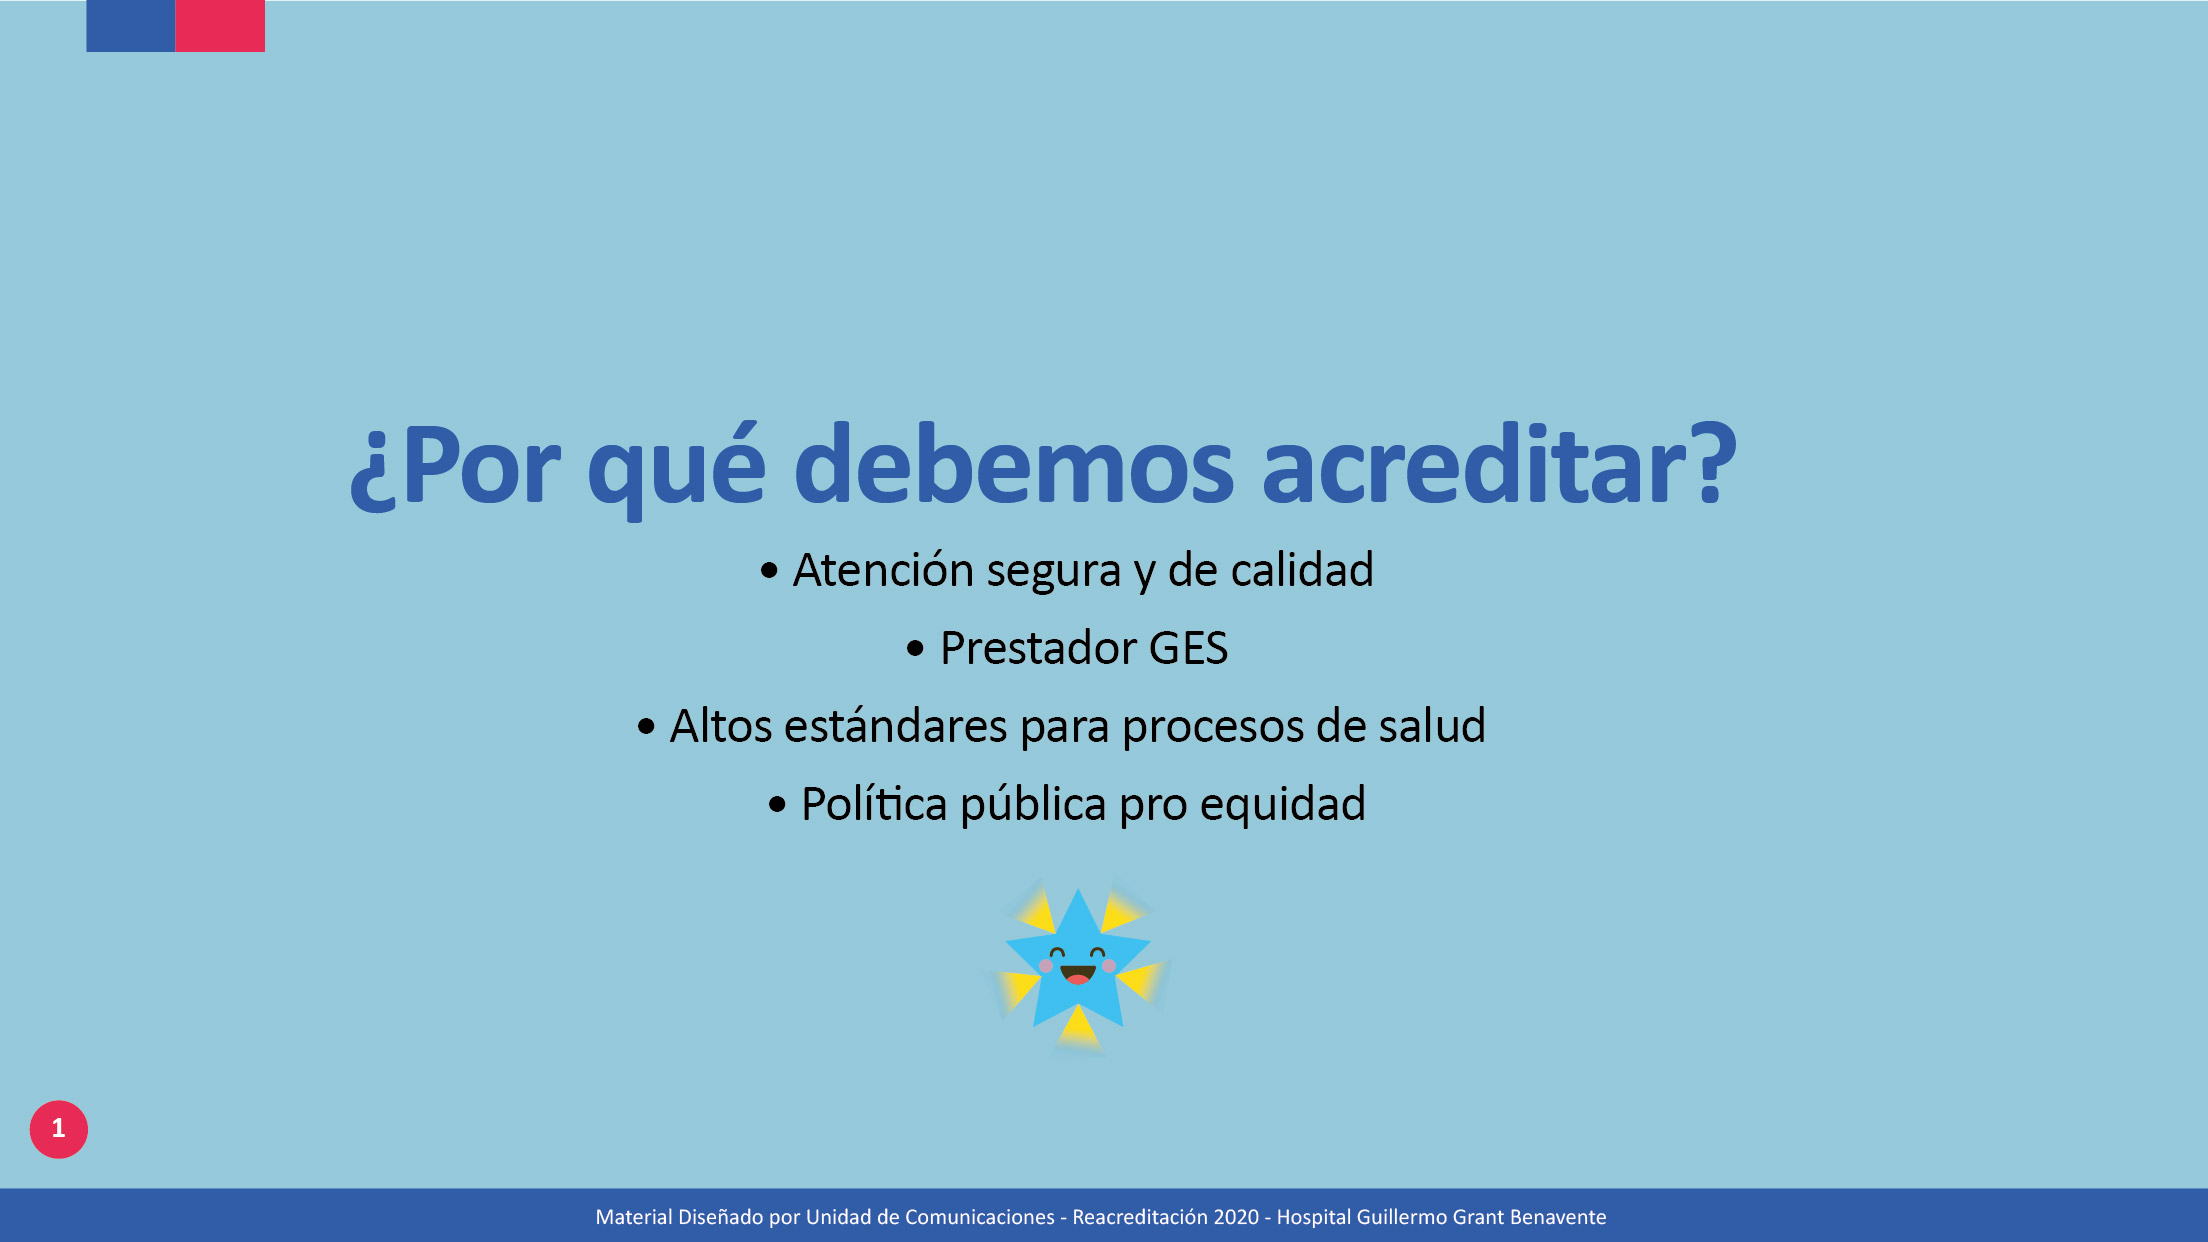 ¿Por qué debemos acreditar?
• Atención segura y de calidad
• Prestador GES
• Altos estándares para procesos de salud
• Política pública pro equidad
1
Material Diseñado por Unidad de Comunicaciones - Reacreditación 2020 - Hospital Guillermo Grant Benavente